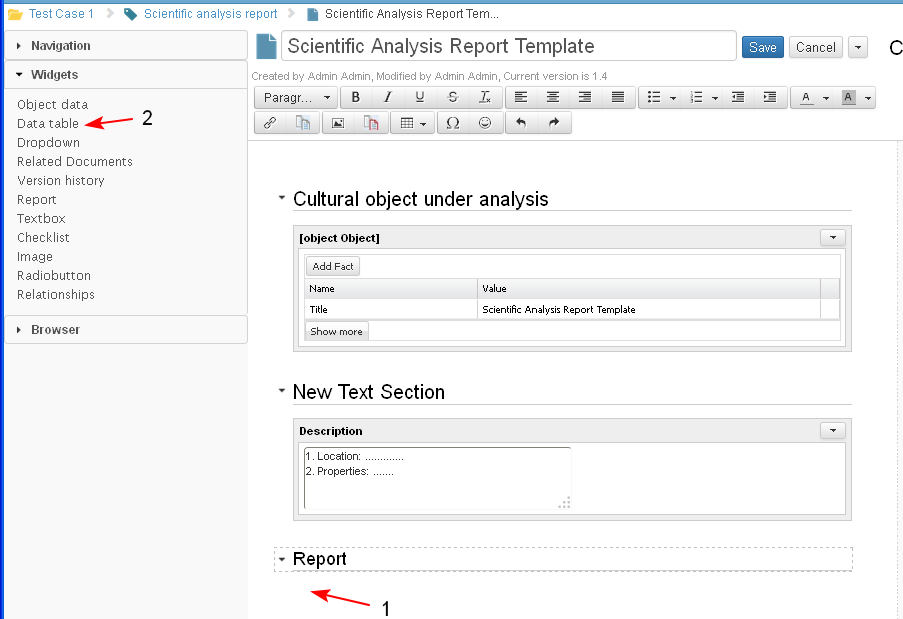 Test Case 1 Scientific analysis report Scientific Analysis Report Tem...
Navigation
Widgets
Object data
Data table
2
Dropdown
Related Documents
Version history
Report
Textbox
Checklist
Image
Radiobutton
Relationships
Browser
Scientific Analysis Report Template
Save
Cancel
C
Created by Admin Admin, Modified by Admin Admin, Current version is 1.4
Paragr... B I U S Tx A A
Ω
Cultural object under analysis
[object Object]
Add Fact
Name Value
Title Scientific Analysis Report Template
Show more
New Text Section
Description
1. Location: .............
2. Properties: .......
Report
1